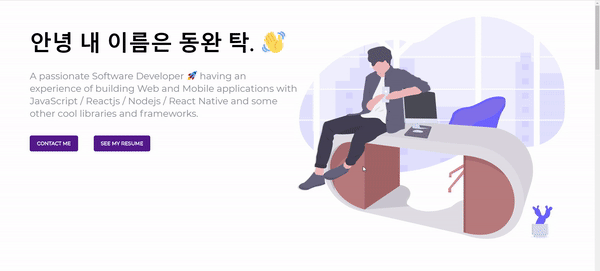 안녕 내 이름은 동완 탁. 👋
A passionate Software Developer 🚀 having an
experience of building Web and Mobile applications with
JavaScript / Reactjs / Nodejs / React Native and some
other cool libraries and frameworks.
CONTACT ME
SEE MY RESUME